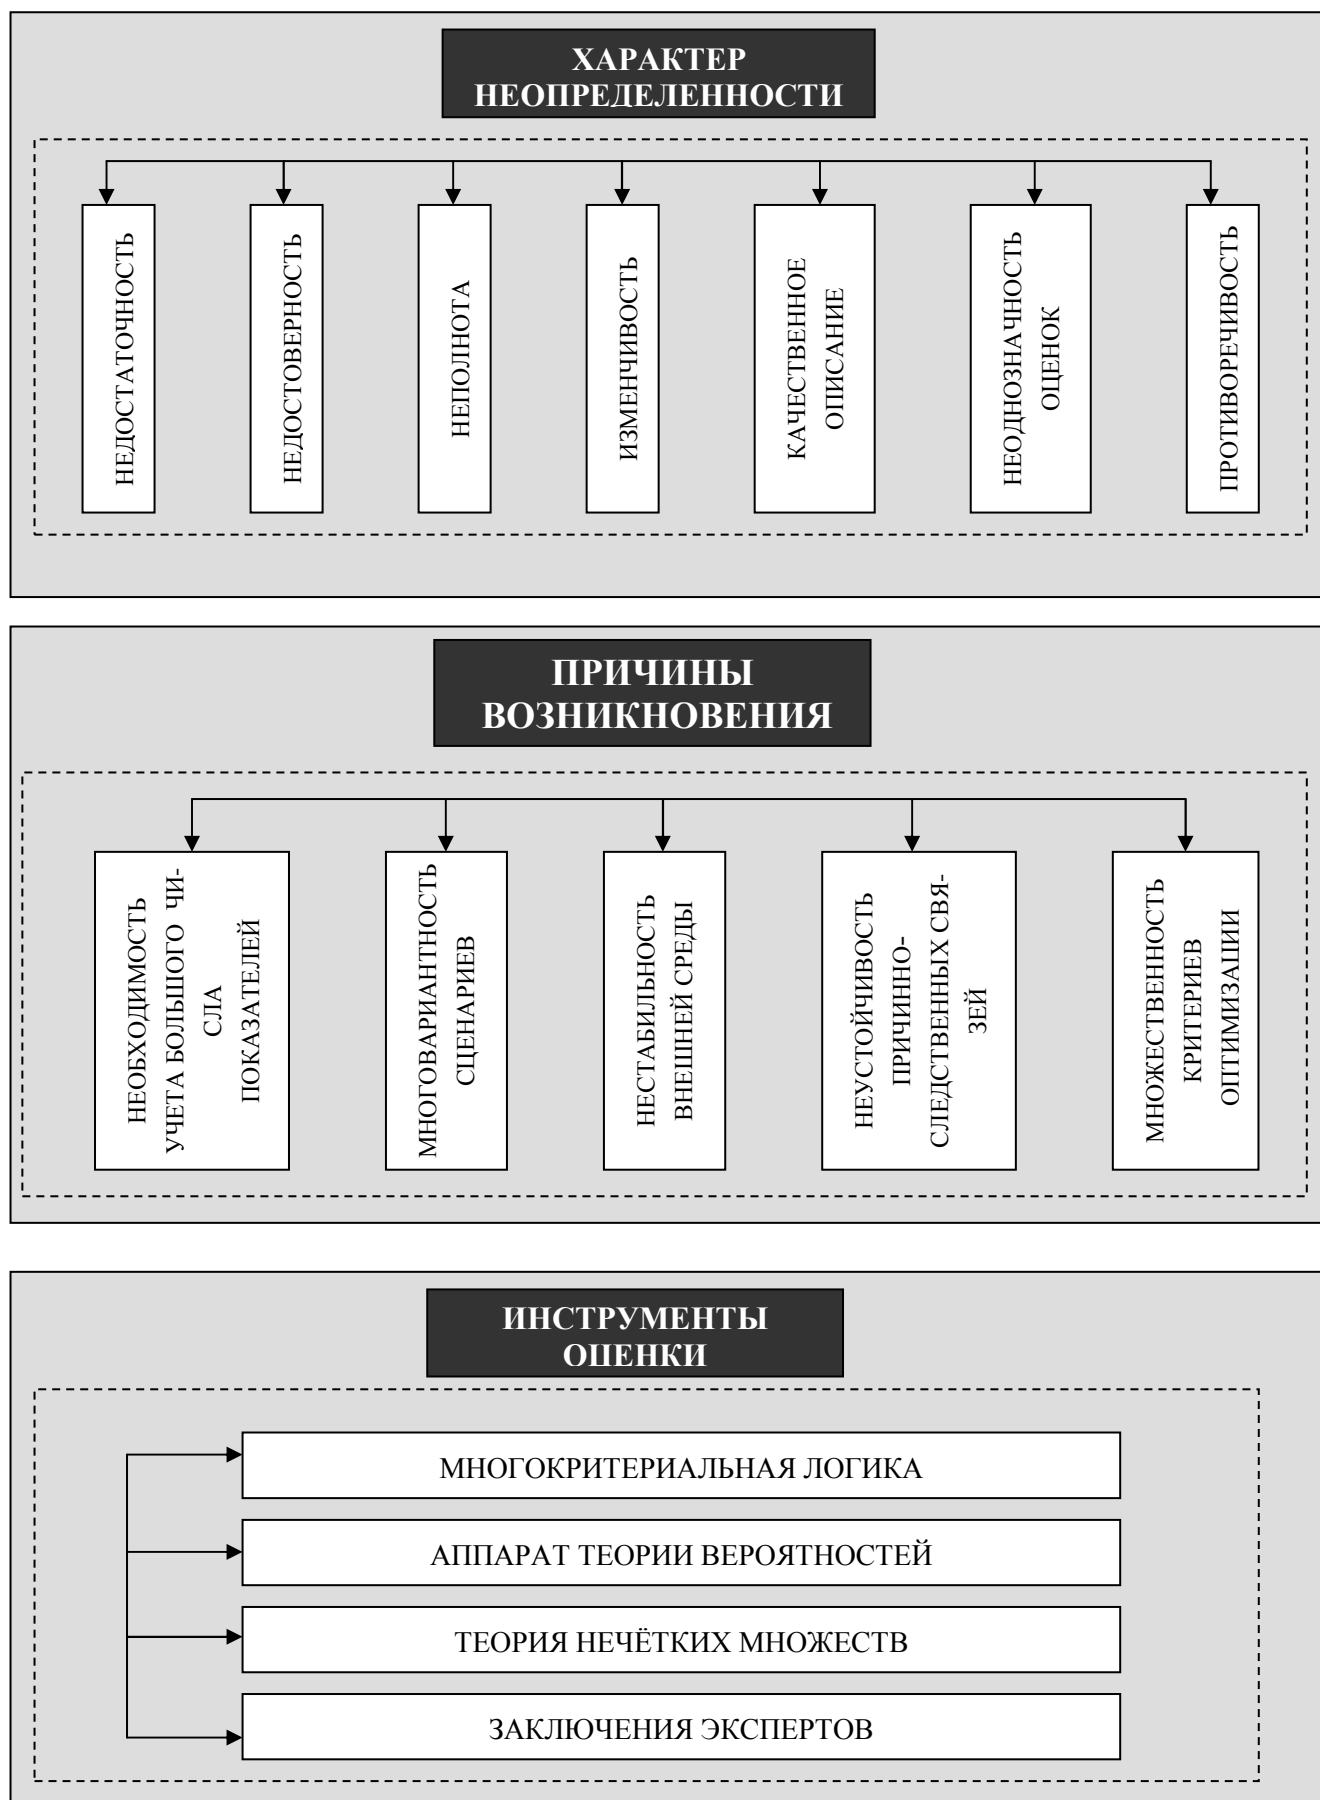 ХАРАКТЕР
НЕОПРЕДЕЛЕННОСТИ
НЕДОСТАТОЧНОСТЬ
НЕДОСТОВЕРНОСТЬ
НЕПОЛНОТА
ИЗМЕНЧИВОСТЬ
КАЧЕСТВЕННОЕ
ОПИСАНИЕ
НЕОДНОЗНАЧНОСТЬ
ОЦЕНОК
ПРОТИВОРЕЧИВОСТЬ
ПРИЧИНЫ
ВОЗНИКНОВЕНИЯ
НЕОБХОДИМОСТЬ
УЧЕТА БОЛЬШОГО ЧИ-
СЛА
ПОКАЗАТЕЛЕЙ
МНОГОВАРИАНТНОСТЬ
СЦЕНАРИЕВ
НЕСТАБИЛЬНОСТЬ
ВНЕШНЕЙ СРЕДЫ
НЕУСТОЙЧИВОСТЬ
ПРИЧИННО-
СЛЕДСТВЕННЫХ СВЯ-
ЗЕЙ
МНОЖЕСТВЕННОСТЬ
КРИТЕРИЕВ
ОПТИМИЗАЦИИ
ИНСТРУМЕНТЫ
ОЦЕНКИ
МНОГОКРИТЕРИАЛЬНАЯ ЛОГИКА
АППАРАТ ТЕОРИИ ВЕРОЯТНОСТЕЙ
ТЕОРИЯ НЕЧЁТКИХ МНОЖЕСТВ
ЗАКЛЮЧЕНИЯ ЭКСПЕРТОВ